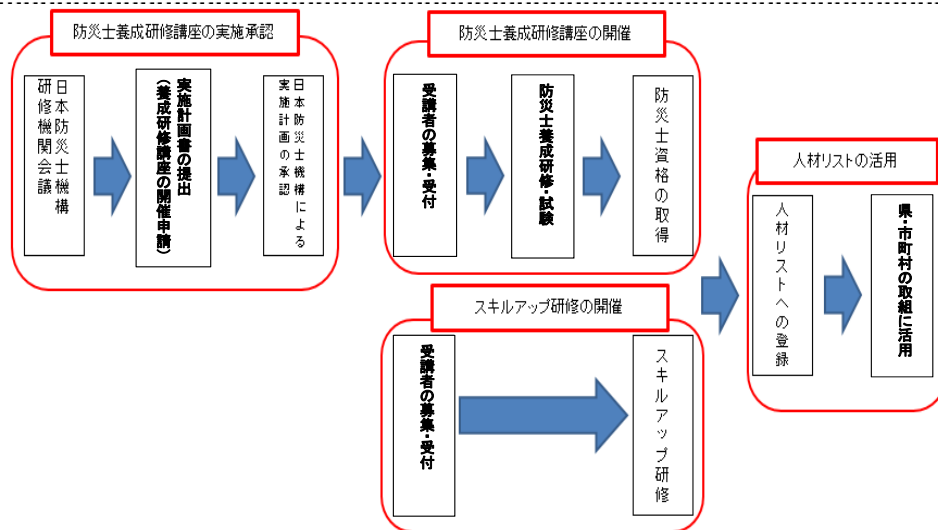 防災士養成研修講座の実施承認
日本防災士機構
研修機関会議
実施計画書の提出
（養成研修講座の開催申請）
日本防災士機構による
実施計画の承認
防災士養成研修講座の開催
受講者の募集・受付
防災士養成研修・試験
防災士資格の取得
スキルアップ研修の開催
受講者の募集・受付
スキルアップ研修
人材リストの活用
人材リストへの登録
県・市町村の取組に活用